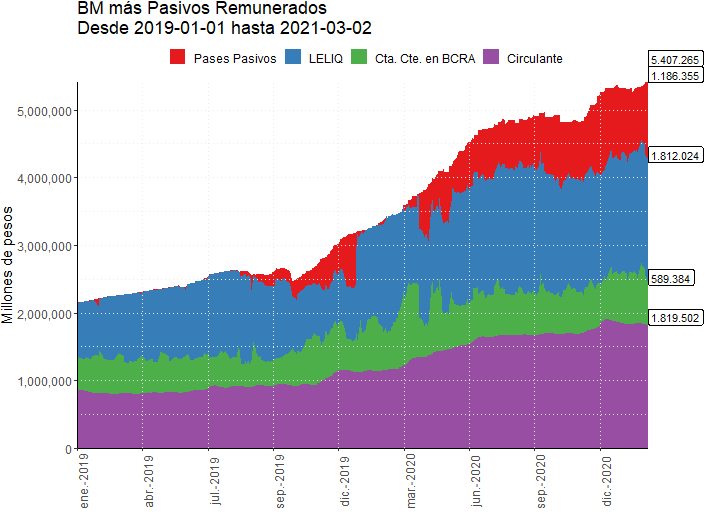 BM más Pasivos Remunerados
Desde 2019-01-01 hasta 2021-03-02
Pases Pasivos LELIQ Cta. Cte. en BCRA Circulante
5.407.265
1.186.355
1.812.024
589.384
1.819.502
Millones de pesos
5,000,000
4,000,000
3,000,000
2,000,000
1,000,000
0
ene.-2019
abr.-2019
jul.-2019
sep.-2019
dic.-2019
mar.-2020
jun.-2020
sep.-2020
dic.-2020